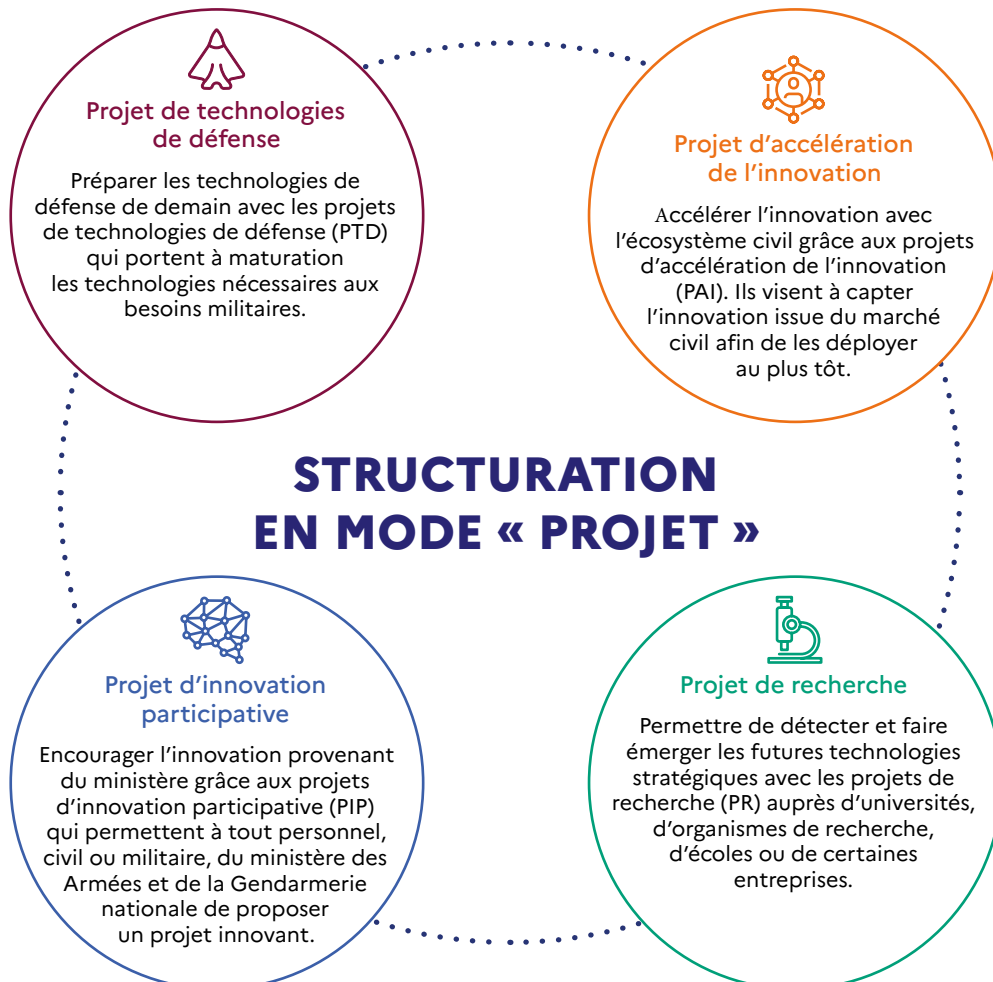 Projet de technologies
de défense
Préparer les technologies de
défense de demain avec les projets
de technologies de défense (PTD)
qui portent à maturation
les technologies nécessaires aux
besoins militaires.
Projet d’accélération
de l’innovation
Accélérer l’innovation avec
l’écosystème civil grâce aux projets
d’accélération de l’innovation
(PAI). Ils visent à capter
l’innovation issue du marché
civil afin de les déployer
au plus tôt.
STRUCTURATION
EN MODE « PROJET »
Projet d’innovation
participative
Encourager l’innovation provenant
du ministère grâce aux projets
d’innovation participative (PIP)
qui permettent à tout personnel,
civil ou militaire, du ministère des
Armées et de la Gendarmerie
nationale de proposer
un projet innovant.
Projet de recherche
Permettre de détecter et faire
émerger les futures technologies
stratégiques avec les projets de
recherche (PR) auprès d’universités,
d’organismes de recherche,
d’écoles ou de certaines
entreprises.